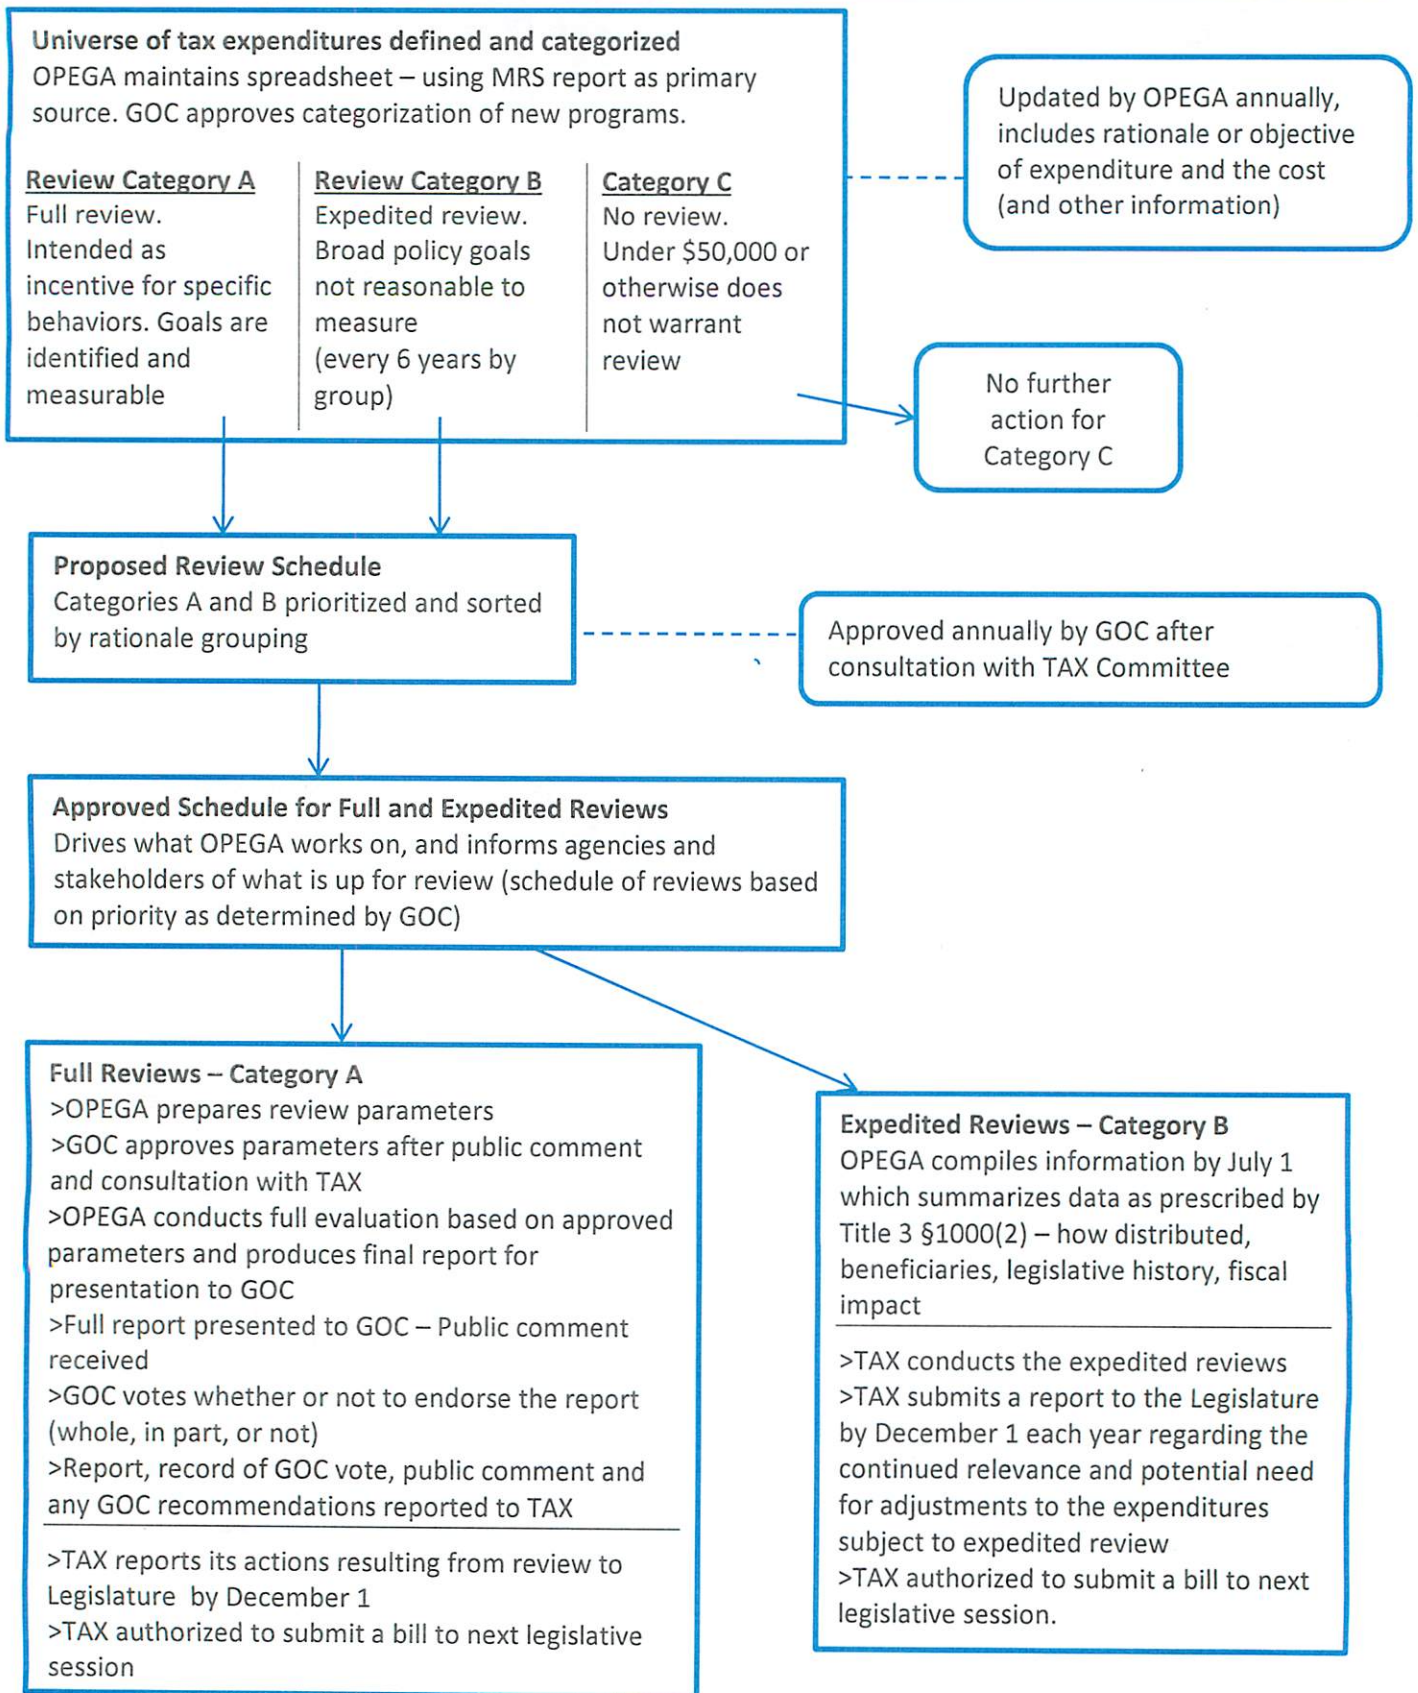 Universe of tax expenditures defined and categorized
OPEGA maintains spreadsheet – using MRS report as primary
source. GOC approves categorization of new programs.
Review Category A
Full review.
Intended as
incentive for specific
behaviors. Goals are
identified and
measurable
Review Category B
Expedited review.
Broad policy goals
not reasonable to
measure
(every 6 years by
group)
Category C
No review.
Under $50,000 or
otherwise does
not warrant
review
Updated by OPEGA annually,
includes rationale or objective
of expenditure and the cost
(and other information)
No further
action for
Category C
Proposed Review Schedule
Categories A and B prioritized and sorted
by rationale grouping
Approved annually by GOC after
consultation with TAX Committee
Approved Schedule for Full and Expedited Reviews
Drives what OPEGA works on, and informs agencies and
stakeholders of what is up for review (schedule of reviews based
on priority as determined by GOC)
Full Reviews – Category A
>OPEGA prepares review parameters
>GOC approves parameters after public comment
and consultation with TAX
>OPEGA conducts full evaluation based on approved
parameters and produces final report for
presentation to GOC
>Full report presented to GOC – Public comment
received
>GOC votes whether or not to endorse the report
(whole, in part, or not)
>Report, record of GOC vote, public comment and
any GOC recommendations reported to TAX
>TAX reports its actions resulting from review to
Legislature by December 1
>TAX authorized to submit a bill to next legislative
session
Expedited Reviews – Category B
OPEGA compiles information by July 1
which summarizes data as prescribed by
Title 3 §1000(2) – how distributed,
beneficiaries, legislative history, fiscal
impact
>TAX conducts the expedited reviews
>TAX submits a report to the Legislature
by December 1 each year regarding the
continued relevance and potential need
for adjustments to the expenditures
subject to expedited review
>TAX authorized to submit a bill to next
legislative session.